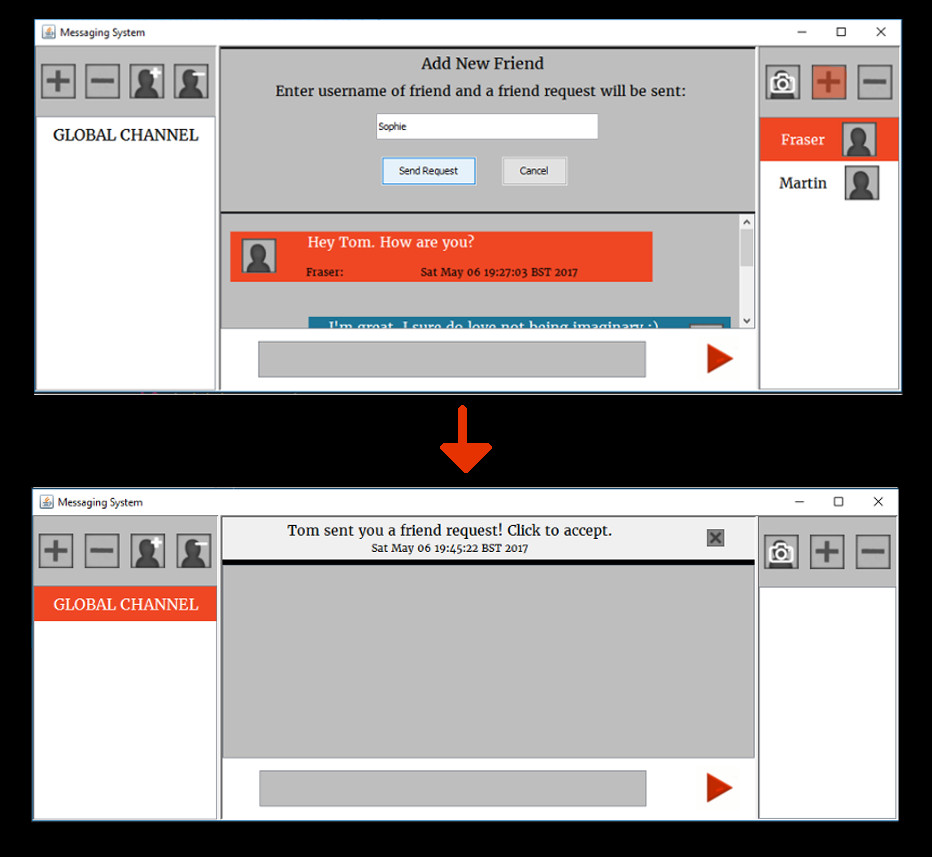 Messaging System
Add New Friend
Enter username of friend and a friend request will be sent:
Sophie
Send Request
Cancel
GLOBAL CHANNEL
Hey Tom. How are you?
Fraser:
Sat May 06 19:27:03 BST 2017
I'm great. I sure do love not being imaginary :)
Fraser
Martin
Messaging System
Tom sent you a friend request! Click to accept.
Sat May 06 19:45:22 BST 2017
GLOBAL CHANNEL